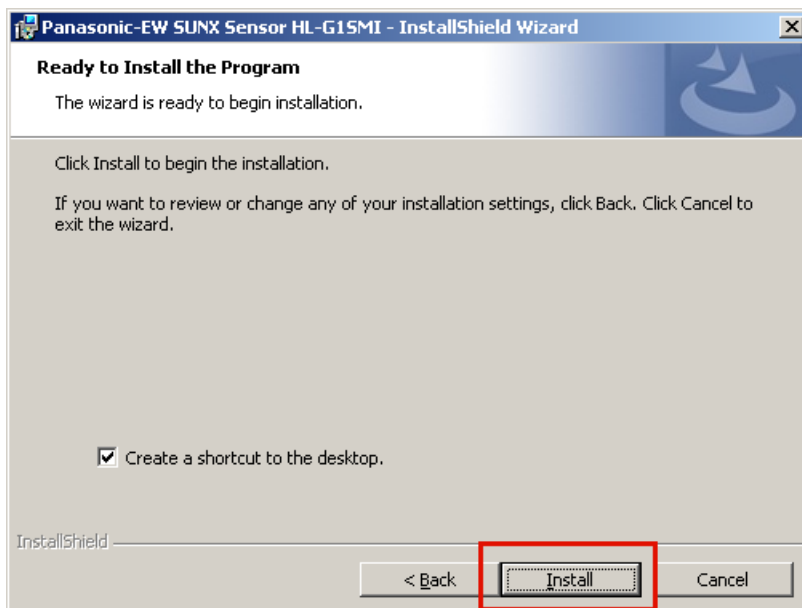 Panasonic-EW SUNX Sensor HL-G1SMI - InstallShield Wizard
Ready to Install the Program
The wizard is ready to begin installation.
Click Install to begin the installation.
If you want to review or change any of your installation settings, click Back. Click Cancel to
exit the wizard.
Create a shortcut to the desktop.
InstallShield
< Back Install Cancel